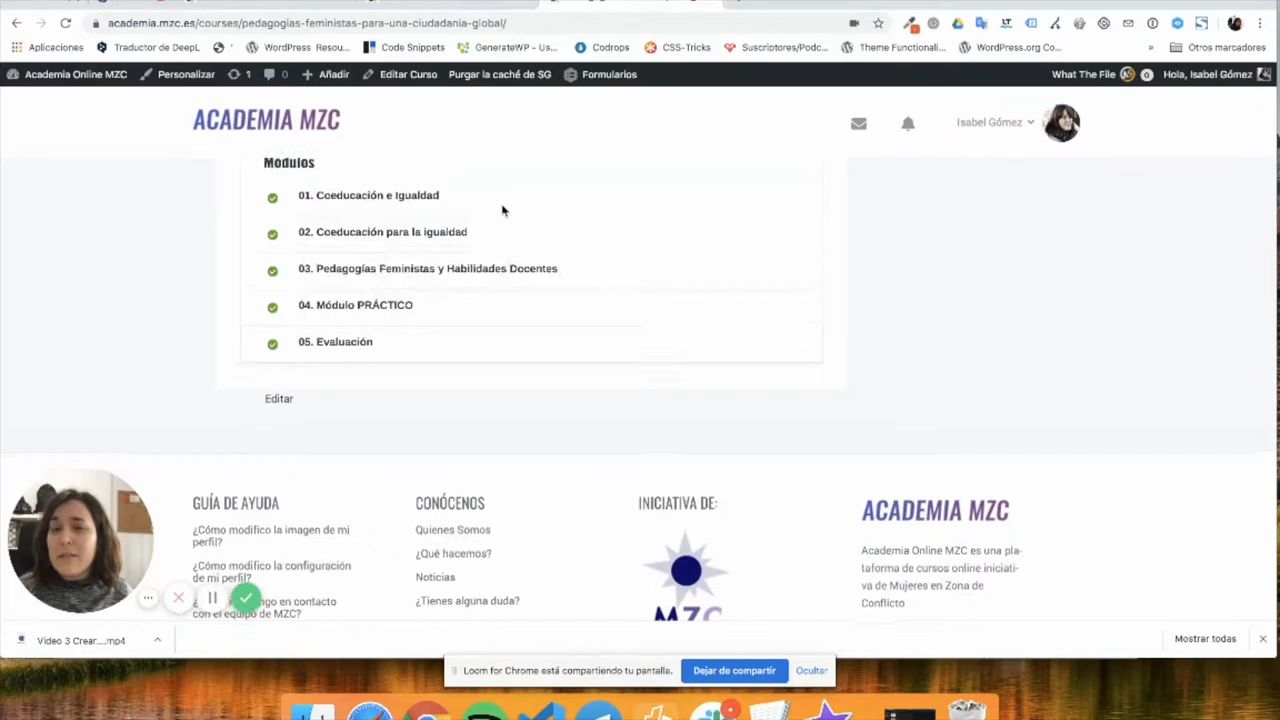 academia.mzc.es/courses/pedagogias-feministas-para-una-ciudadania-global/
Aplicaciones
Traductor de DeepL
WordPress Resou...
Code Snippets
GenerateWP - Us...
Codrops
CSS-Tricks
Suscriptores/Podc...
Theme Functionali...
WordPress.org Co...
»
Otros marcadores
Academia Online MZC
Personalizar
1
0
Añadir
Editar Curso
Purgar la caché de SG
Formularios
What The File
0
Hola, Isabel Gómez
ACADEMIA MZC
Isabel Gómez
Módulos
01. Coeducación e Igualdad
02. Coeducación para la igualdad
03. Pedagogías Feministas y Habilidades Docentes
04. Módulo PRÁCTICO
05. Evaluación
Editar
GUÍA DE AYUDA
¿Cómo modifico la imagen de mi
perfil?
¿Cómo modifico la configuración
de mi perfil?
ngo en contacto
con el equipo de MZC?
CONÓCENOS
Quienes Somos
¿Qué hacemos?
Noticias
¿Tienes alguna duda?
INICIATIVA DE:
MZC
ACADEMIA MZC
Academia Online MZC es una pla-
taforma de cursos online iniciati-
va de Mujeres en Zona de
Conflicto
Video 3 Crear....mp4
Mostrar todas
Loom for Chrome está compartiendo tu pantalla.
Dejar de compartir
Ocultar